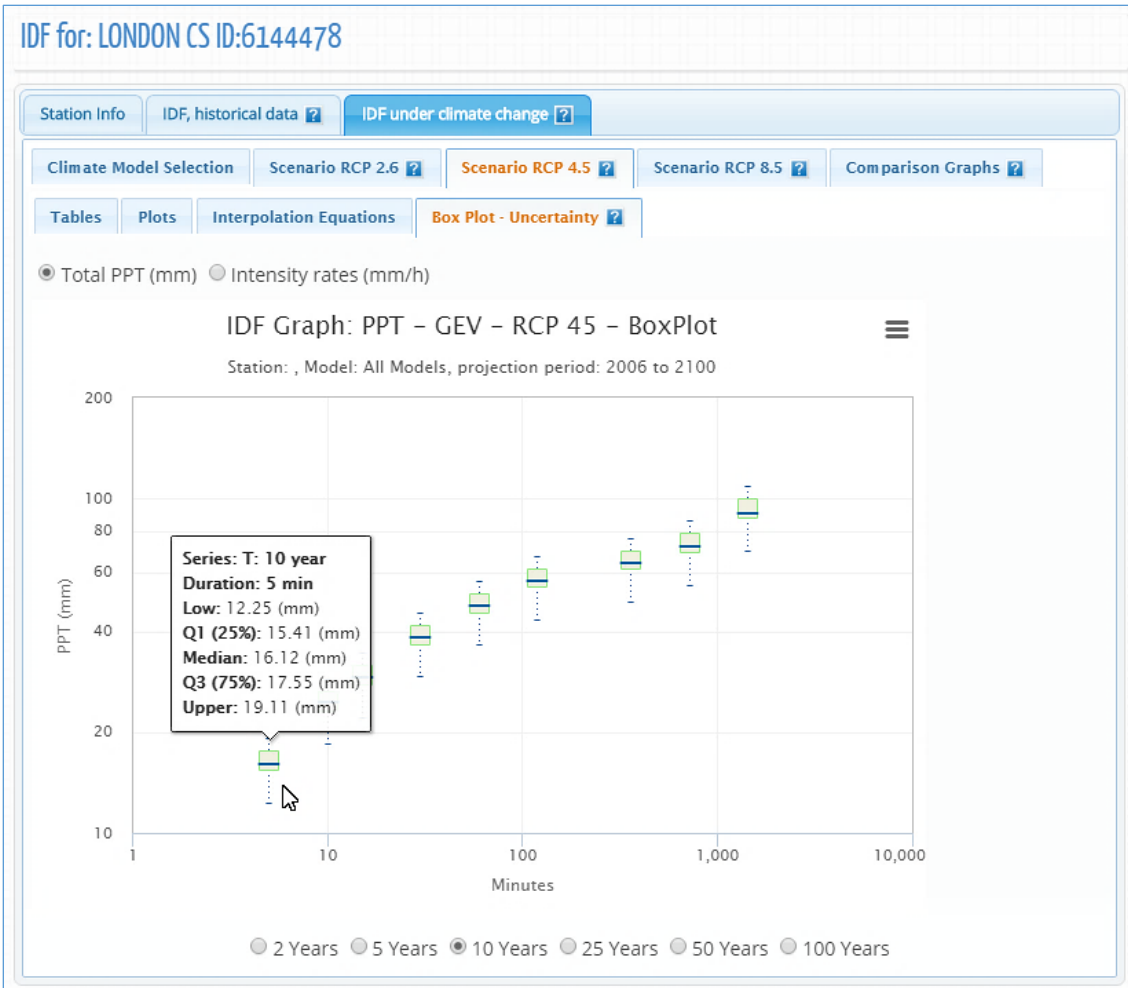 IDF for: LONDON CS ID:6144478
Station Info IDF, historical data ? IDF under climate change ?
Climate Model Selection Scenario RCP 2.6 ? Scenario RCP 4.5 ? Scenario RCP 8.5 ? Comparison Graphs ?
Tables Plots Interpolation Equations Box Plot - Uncertainty ?
Total PPT (mm) Intensity rates (mm/h)
IDF Graph: PPT – GEV – RCP 45 – BoxPlot
Station: , Model: All Models, projection period: 2006 to 2100
200
100
80
60
40
20
10
PPT (mm)
Series: T: 10 year
Duration: 5 min
Low: 12.25 (mm)
Q1 (25%): 15.41 (mm)
Median: 16.12 (mm)
Q3 (75%): 17.55 (mm)
Upper: 19.11 (mm)
1 10 100 1,000 10,000
Minutes
2 Years 5 Years 10 Years 25 Years 50 Years 100 Years